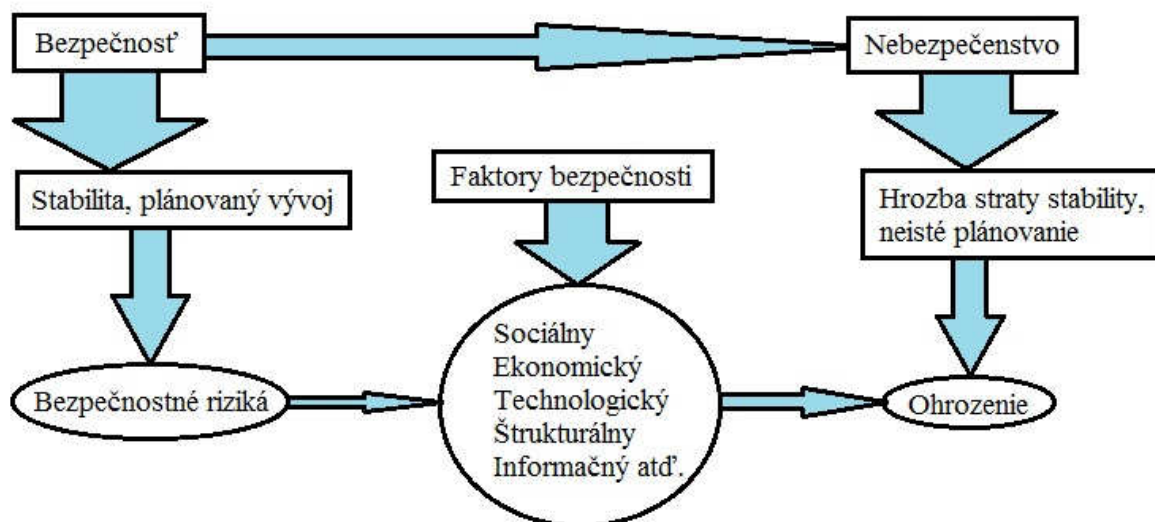 Bezpečnosť
Nebezpečenstvo
Stabilita, plánovaný vývoj
Faktory bezpečnosti
Hrozba straty stability,
neisté plánovanie
Bezpečnostné riziká
Sociálny
Ekonomický
Technologický
Štrukturálny
Informačný atď.
Ohrozenie